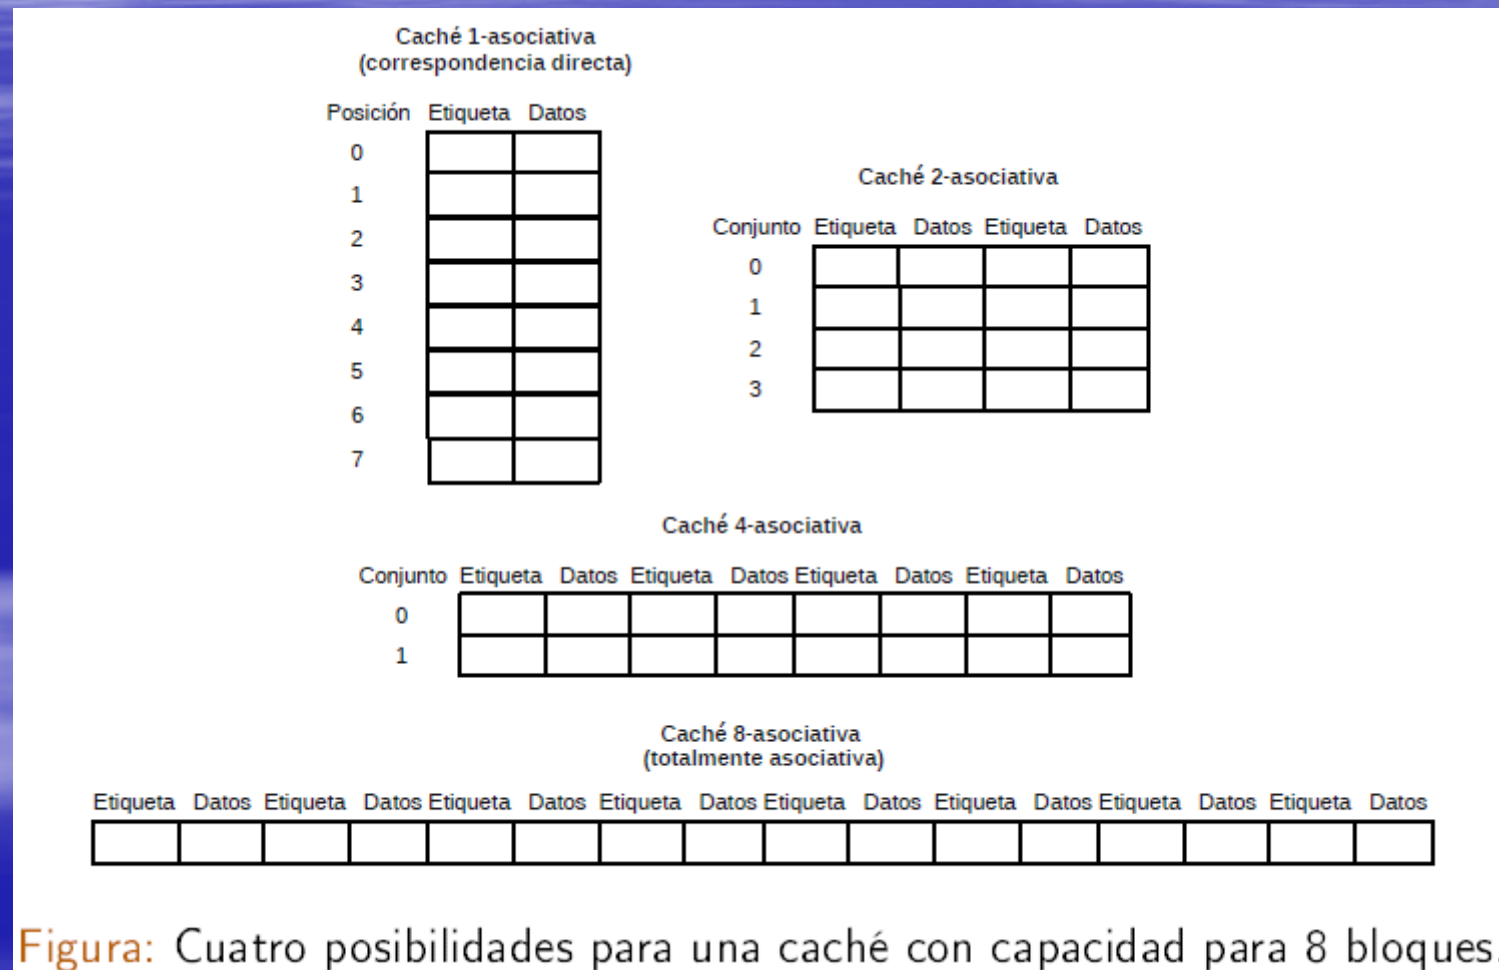 Caché 1-asociativa
(correspondencia directa)
Posición Etiqueta Datos
0
1
2
3
4
5
6
7
Caché 2-asociativa
Conjunto Etiqueta Datos Etiqueta Datos
0
1
2
3
Caché 4-asociativa
Conjunto Etiqueta Datos Etiqueta Datos Etiqueta Datos Etiqueta Datos
0
1
Caché 8-asociativa
(totalmente asociativa)
Etiqueta Datos Etiqueta Datos Etiqueta Datos Etiqueta Datos Etiqueta Datos Etiqueta Datos Etiqueta Datos Etiqueta Datos
Figura: Cuatro posibilidades para una caché con capacidad para 8 bloques.